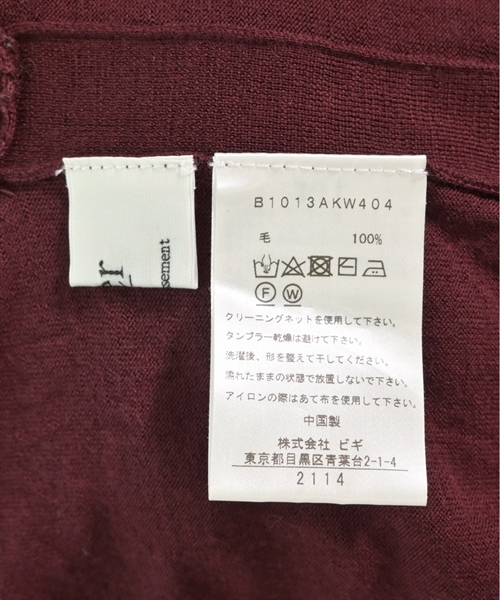 er
sement
B1013AKW404
毛 100%
F W
クリーニングネットを使用して下さい。
タンブラー乾燥は避けて下さい。
洗濯後、形を整えて干してください。
濡れたままの状態で放置しないで下さい。
アイロンの際はあて布を使用して下さい。
中国製
株式会社 ビギ
東京都目黒区青葉台2-1-4
2114